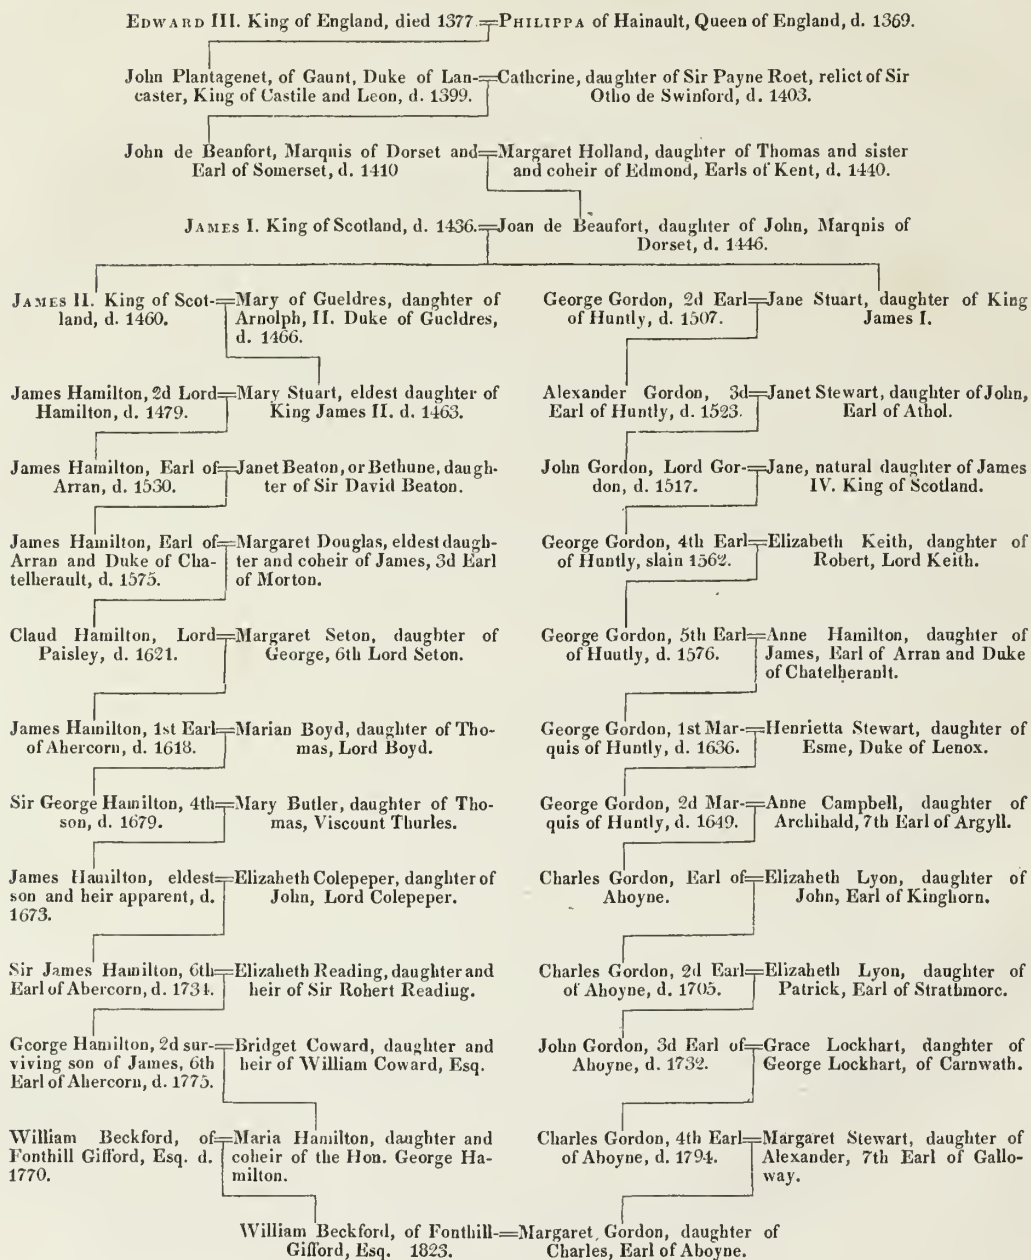 EDWARD III. King of England, died 1377.=PHILIPPA of Hainault, Queen of England, d. 1369.
John Plantagenet, of Gaunt, Duke of Lan-
caster, King of Castile and Leon, d. 1399.
=Catherine, daughter of Sir Payne Roet, relict of Sir
Otho de Swinford, d. 1403.
John de Beaufort, Marquis of Dorset and
Earl of Somerset, d. 1410
=Margaret Holland, daughter of Thomas and sister
and coheir of Edmond, Earls of Kent, d. 1440.
JAMES I. King of Scotland, d. 1436.
=Joan de Beaufort, daughter of John, Marquis of
Dorset, d. 1446.
JAMES II. King of Scot-
land, d. 1460.
=Mary of Gueldres, daughter of
Arnolph, II. Duke of Gueldres,
d. 1466.
George Gordon, 2d Earl
of Huntly, d. 1507.
=Jane Stuart, daughter of King
James I.
James Hamilton, 2d Lord
Hamilton, d. 1479.
=Mary Stuart, eldest daughter of
King James II. d. 1463.
Alexander Gordon, 3d
Earl of Huntly, d. 1523.
=Janet Stewart, daughter of John,
Earl of Athol.
James Hamilton, Earl of
Arran, d. 1530.
=Janet Beaton, or Bethune, daugh-
ter of Sir David Beaton.
John Gordon, Lord Gor-
don, d. 1517.
=Jane, natural daughter of James
IV. King of Scotland.
James Hamilton, Earl of
Arran and Duke of Cha-
telherault, d. 1575.
=Margaret Douglas, eldest daugh-
ter and coheir of James, 3d Earl
of Morton.
George Gordon, 4th Earl
of Huntly, slain 1562.
=Elizabeth Keith, daughter of
Robert, Lord Keith.
Claud Hamilton, Lord
Paisley, d. 1621.
=Margaret Seton, daughter of
George, 6th Lord Seton.
George Gordon, 5th Earl
of Huntly, d. 1576.
=Anne Hamilton, daughter of
James, Earl of Arran and Duke
of Chatelherault.
James Hamilton, 1st Earl
of Abercorn, d. 1618.
=Marian Boyd, daughter of Tho-
mas, Lord Boyd.
George Gordon, 1st Mar-
quis of Huntly, d. 1636.
=Henrietta Stewart, daughter of
Esme, Duke of Lenox.
Sir George Hamilton, 4th
son, d. 1679.
=Mary Butler, daughter of Tho-
mas, Viscount Thurles.
George Gordon, 2d Mar-
quis of Huntly, d. 1649.
=Anne Campbell, daughter of
Archibald, 7th Earl of Argyll.
James Hamilton, eldest
son and heir apparent, d.
1673.
=Elizabeth Colepeper, daughter of
John, Lord Colepeper.
Charles Gordon, Earl of
Aboyne.
=Elizabeth Lyon, daughter of
John, Earl of Kinghorn.
Sir James Hamilton, 6th
Earl of Abercorn, d. 1734.
=Elizabeth Reading, daughter and
heir of Sir Robert Reading.
Charles Gordon, 2d Earl
of Aboyne, d. 1705.
=Elizabeth Lyon, daughter of
Patrick, Earl of Strathmore.
George Hamilton, 2d sur-
viving son of James, 6th
Earl of Abercorn, d. 1775.
=Bridget Coward, daughter and
heir of William Coward, Esq.
John Gordon, 3d Earl of
Aboyne, d. 1732.
=Grace Lockhart, daughter of
George Lockhart, of Carnwath.
William Beckford, of
Fonthill Gifford, Esq. d.
1770.
=Maria Hamilton, daughter and
coheir of the Hon. George Ha-
milton.
Charles Gordon, 4th Earl
of Aboyne, d. 1794.
=Margaret Stewart, daughter of
Alexander, 7th Earl of Gallo-
way.
William Beckford, of Fonthill-
Gifford, Esq. 1823.
=Margaret Gordon, daughter of
Charles, Earl of Aboyne.